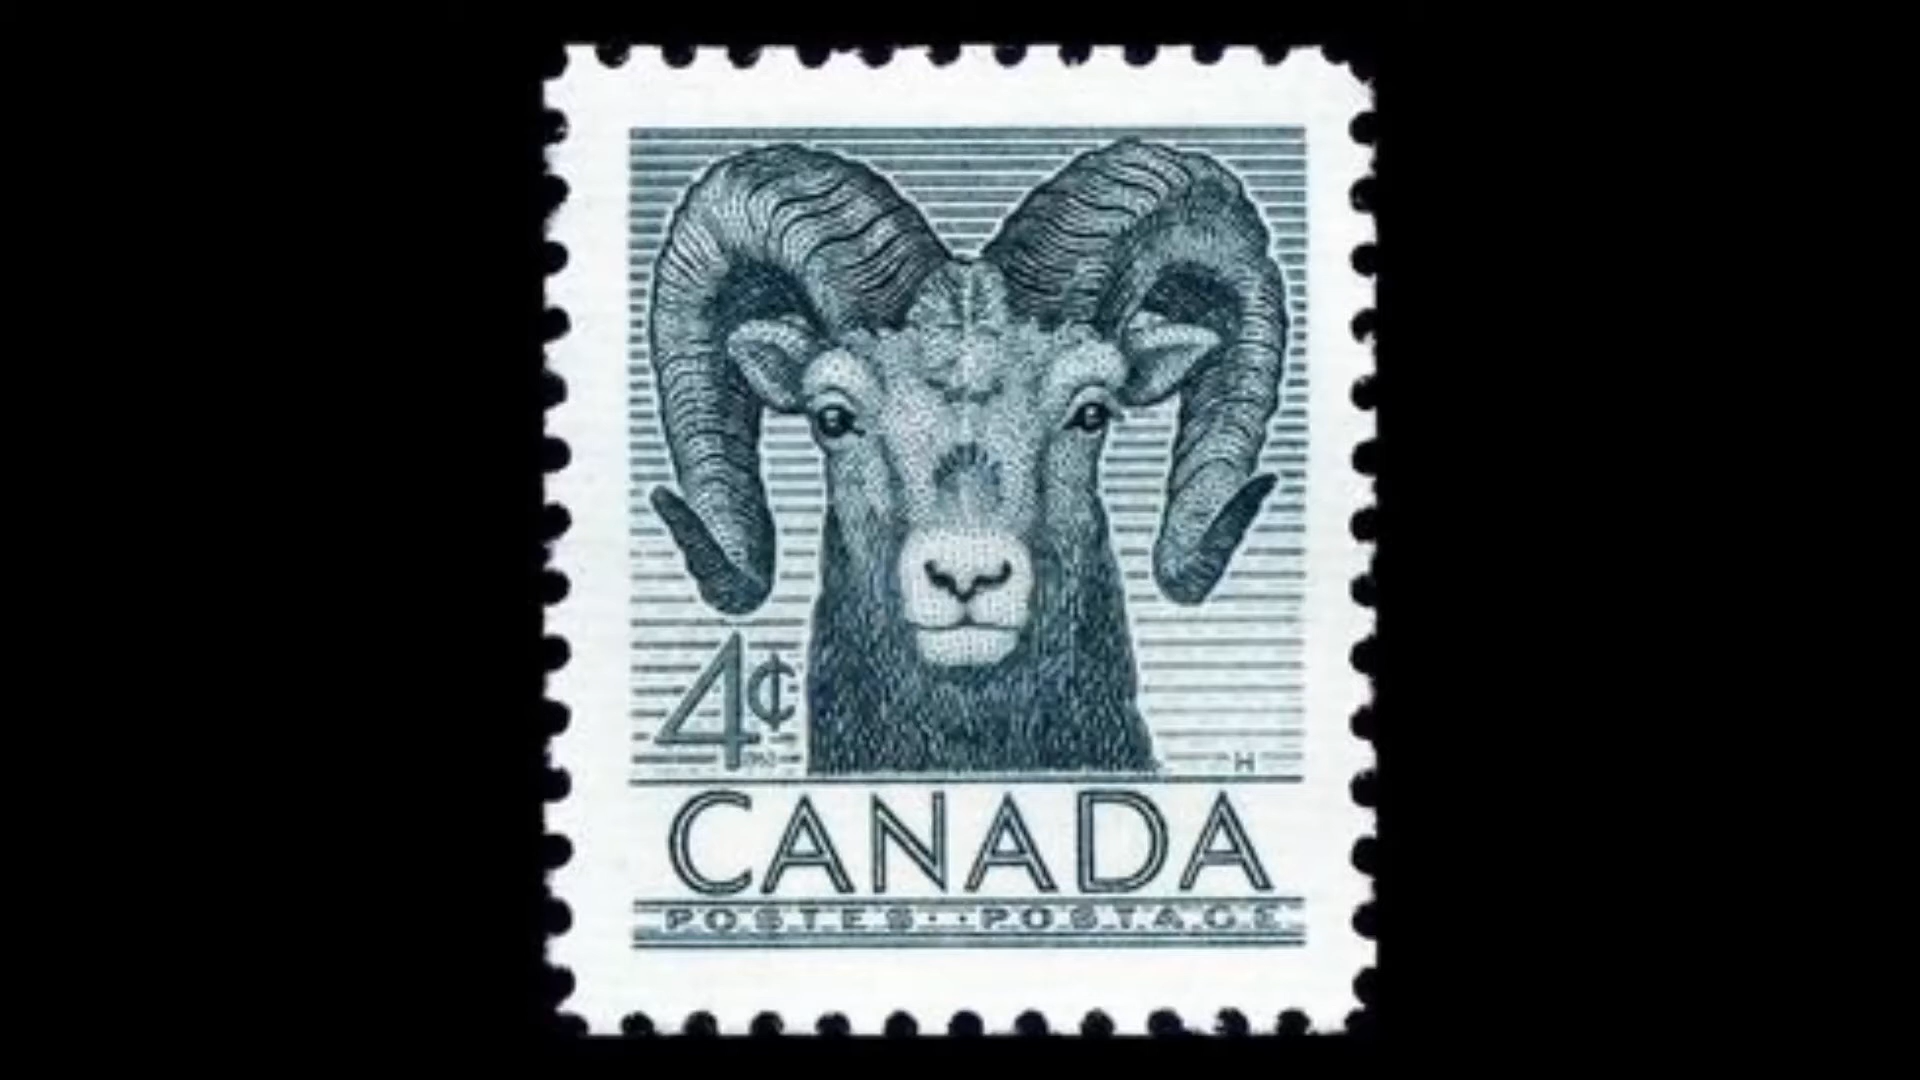 4¢
H
CANADA
POSTES · · POSTAGE